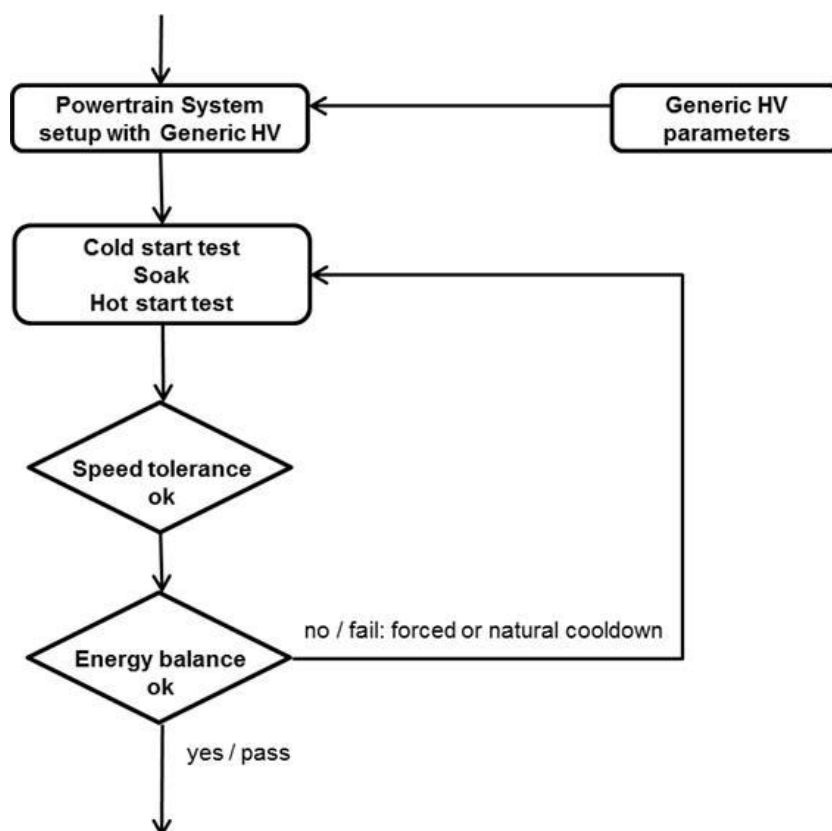 Powertrain System
setup with Generic HV
Generic HV
parameters
Cold start test
Soak
Hot start test
Speed tolerance
ok
Energy balance
ok
no / fail: forced or natural cooldown
yes / pass